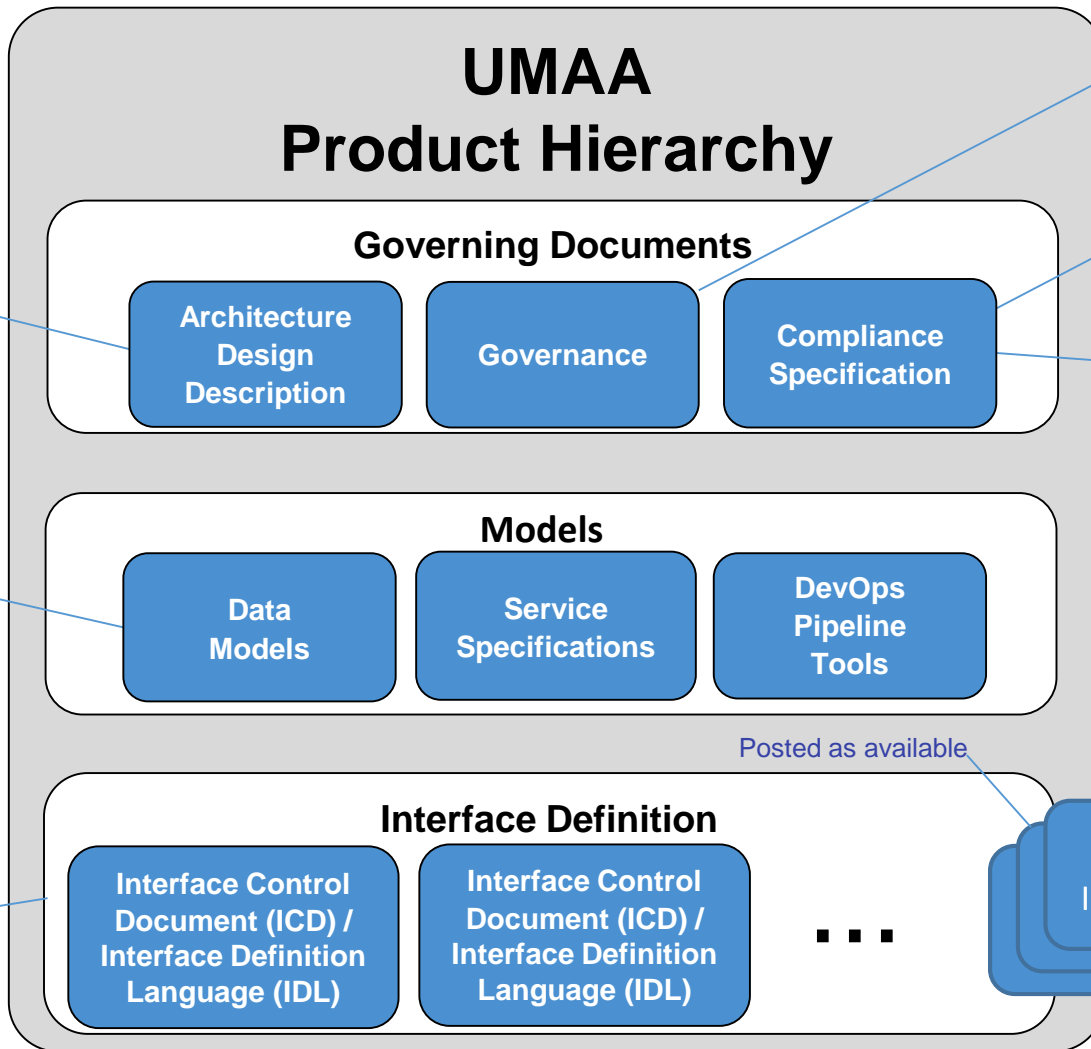 UMAA
Product Hierarchy
Governing Documents
Architecture
Design
Description
Governance
Compliance
Specification
Models
Data
Models
Service
Specifications
DevOps
Pipeline
Tools
Posted as available
Interface Definition
Interface Control
Document (ICD) /
Interface Definition
Language (IDL)
Interface Control
Document (ICD) /
Interface Definition
Language (IDL)
...